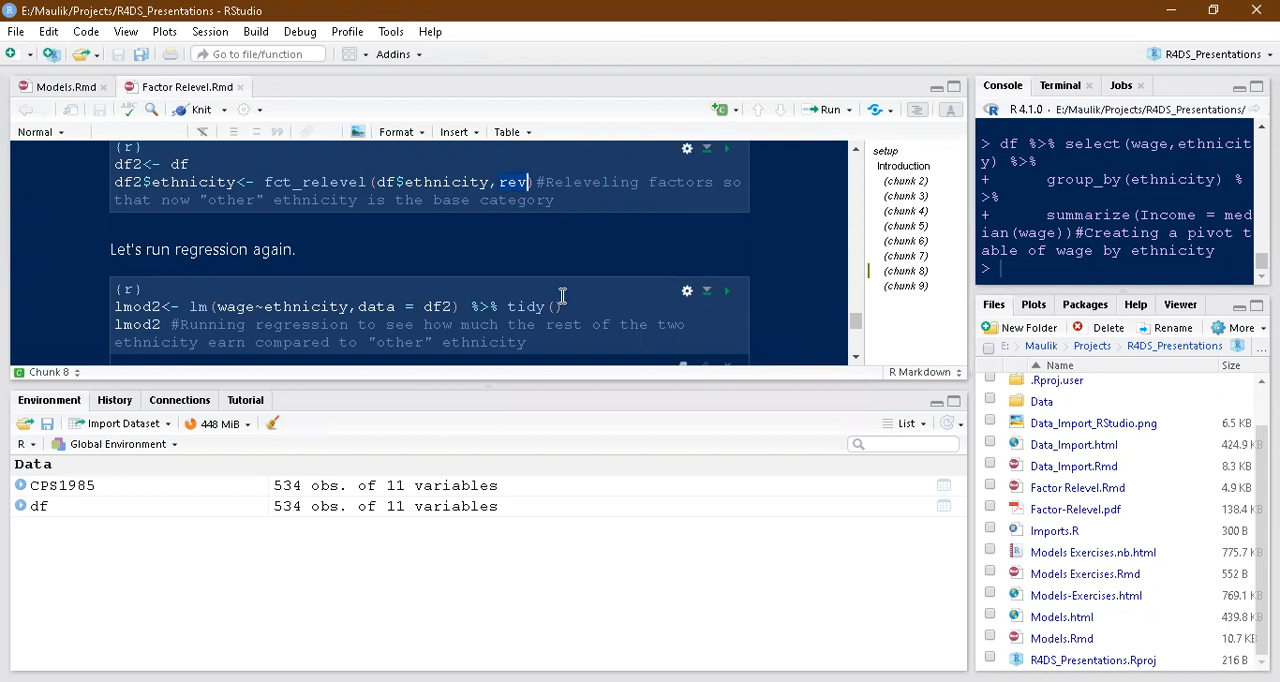 E:/Maulik/Projects/R4DS_Presentations - RStudio
File Edit Code View Plots Session Build Debug Profile Tools Help
Go to file/function Addins R4DS_Presentations
Models.Rmd Factor Relevel.Rmd
Knit Run
Normal Format Insert Table
{r}
df2<- df
df2$ethnicity<- fct_relevel(df$ethnicity,rev)#Releveling factors so
that now "other" ethnicity is the base category
Let's run regression again.
{r}
lmod2<- lm(wage~ethnicity,data = df2) %>% tidy()
lmod2 #Running regression to see how much the rest of the two
ethnicity earn compared to "other" ethnicity
setup
Introduction
(chunk 2)
(chunk 3)
(chunk 4)
(chunk 5)
(chunk 6)
(chunk 7)
(chunk 8)
(chunk 9)
Chunk 8 R Markdown
Environment History Connections Tutorial
Import Dataset 448 MiB List
R Global Environment
Data
CPS1985 534 obs. of 11 variables
df 534 obs. of 11 variables
Console Terminal Jobs
R 4.1.0 · E:/Maulik/Projects/R4DS_Presentations/
> df %>% select(wage,ethnicit
y) %>%
+ group_by(ethnicity) %
>%
+ summarize(Income = med
ian(wage))#Creating a pivot t
able of wage by ethnicity
>
Files Plots Packages Help Viewer
New Folder Delete Rename More
E: Maulik Projects R4DS_Presentations ...
Name Size
.Rproj.user
Data
Data_Import_RStudio.png 6.5 KB
Data_Import.html 424.9 K
Data_Import.Rmd 8.3 KB
Factor Relevel.Rmd 4.9 KB
Factor-Relevel.pdf 138.4 K
Imports.R 300 B
Models Exercises.nb.html 775.7 K
Models Exercises.Rmd 552 B
Models-Exercises.html 769.1 K
Models.html 439.8 K
Models.Rmd 10.7 KB
R4DS_Presentations.Rproj 216 B